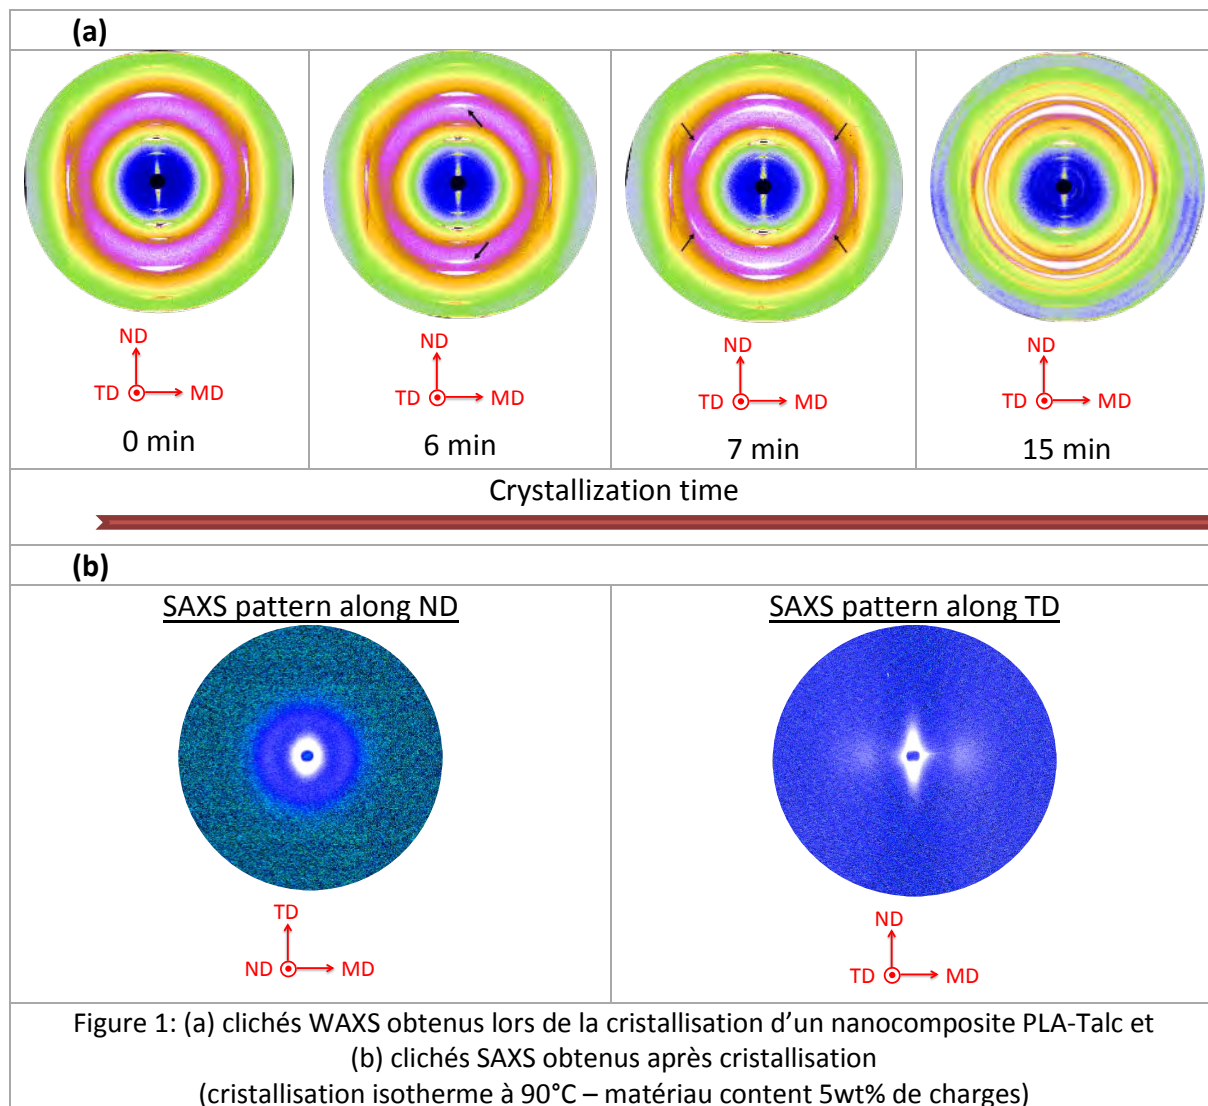 (a)
ND
TD MD
0 min
ND
TD MD
6 min
ND
TD MD
7 min
ND
TD MD
15 min
Crystallization time
(b)
SAXS pattern along ND
TD
ND MD
SAXS pattern along TD
ND
TD MD
Figure 1: (a) clichés WAXS obtenus lors de la cristallisation d’un nanocomposite PLA-Talc et
(b) clichés SAXS obtenus après cristallisation
(cristallisation isotherme à 90°C – matériau content 5wt% de charges)